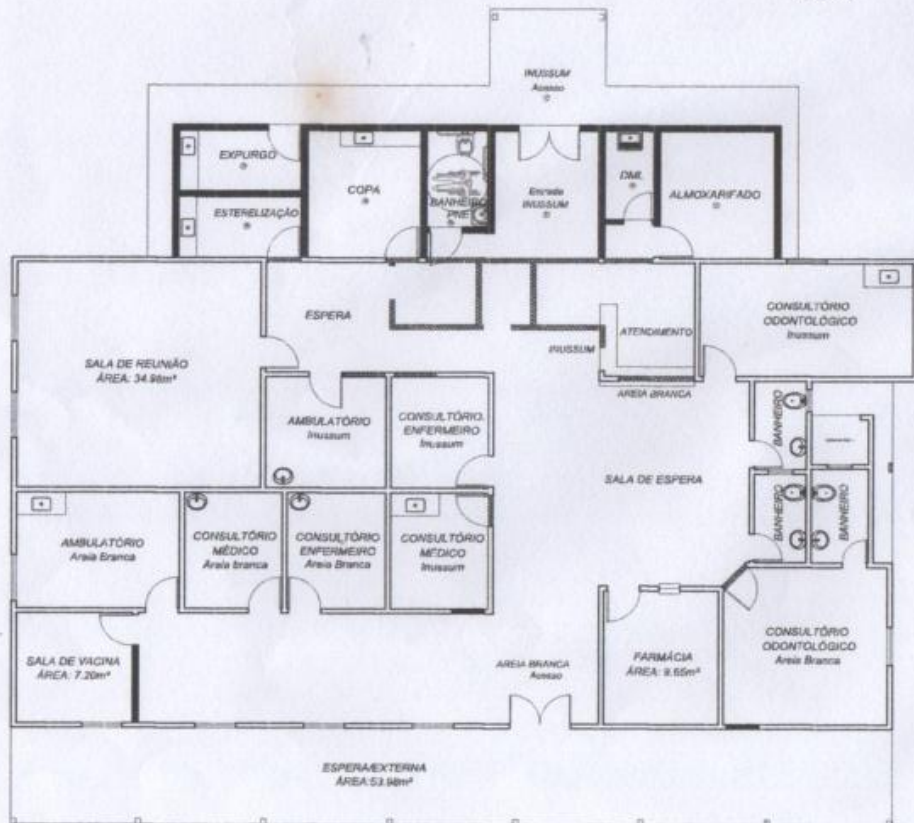 INUSSUM
Acesso
EXPURGO
COPA
BANHEIRO
PNE
Entrada
INUSSUM
DML
ALMOXARIFADO
ESTERELIZAÇÃO
ESPERA
ATENDIMENTO
CONSULTÓRIO
ODONTOLÓGICO
Inussum
SALA DE REUNIÃO
ÁREA: 34.98m²
INUSSUM
AREIA BRANCA
AMBULATÓRIO
Inussum
CONSULTÓRIO
ENFERMEIRO
Inussum
BANHEIRO
SALA DE ESPERA
AMBULATÓRIO
Areia Branca
CONSULTÓRIO
MÉDICO
Areia branca
CONSULTÓRIO
ENFERMEIRO
Areia Branca
CONSULTÓRIO
MÉDICO
Inussum
BANHEIRO
BANHEIRO
SALA DE VACINA
ÁREA: 7.20m²
AREIA BRANCA
Acesso
FARMÁCIA
ÁREA: 9.65m²
CONSULTÓRIO
ODONTOLÓGICO
Areia Branca
ESPERA/EXTERNA
ÁREA:53.98m²